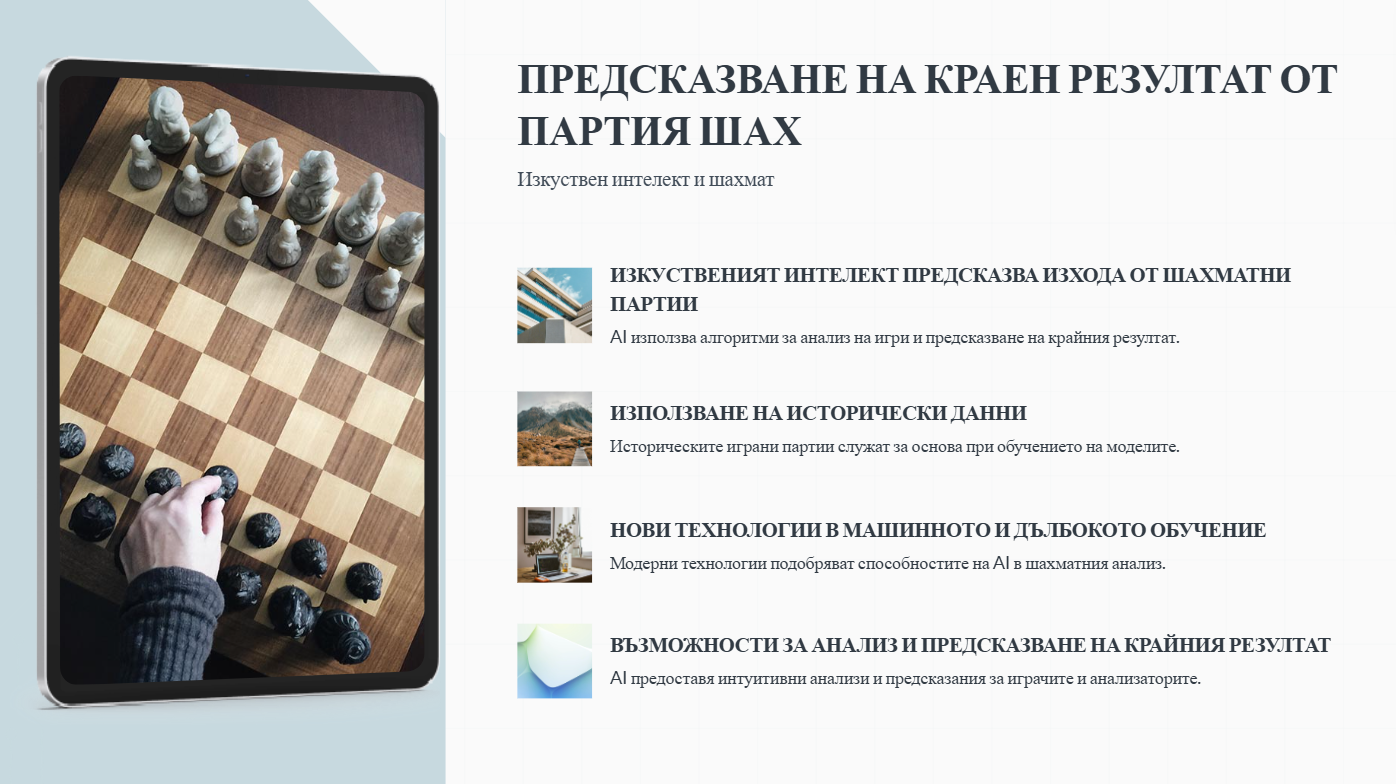 ПРЕДСКАЗВАНЕ НА КРАЕН РЕЗУЛТАТ ОТ
ПАРТИЯ ШАХ
Изкуствен интелект и шахмат
ИЗКУСТВЕНИЯТ ИНТЕЛЕКТ ПРЕДСКАЗВА ИЗХОДА ОТ ШАХМАТНИ
ПАРТИИ
AI използва алгоритми за анализ на игри и предсказване на крайния резултат.
ИЗПОЛЗВАНЕ НА ИСТОРИЧЕСКИ ДАННИ
Историческите играни партии служат за основа при обучението на моделите.
НОВИ ТЕХНОЛОГИИ В МАШИННОТО И ДЪЛБОКОТО ОБУЧЕНИЕ
Модерни технологии подобряват способностите на AI в шахматния анализ.
ВЪЗМОЖНОСТИ ЗА АНАЛИЗ И ПРЕДСКАЗВАНЕ НА КРАЙНИЯ РЕЗУЛТАТ
AI предоставя интуитивни анализи и предсказания за играчите и анализаторите.